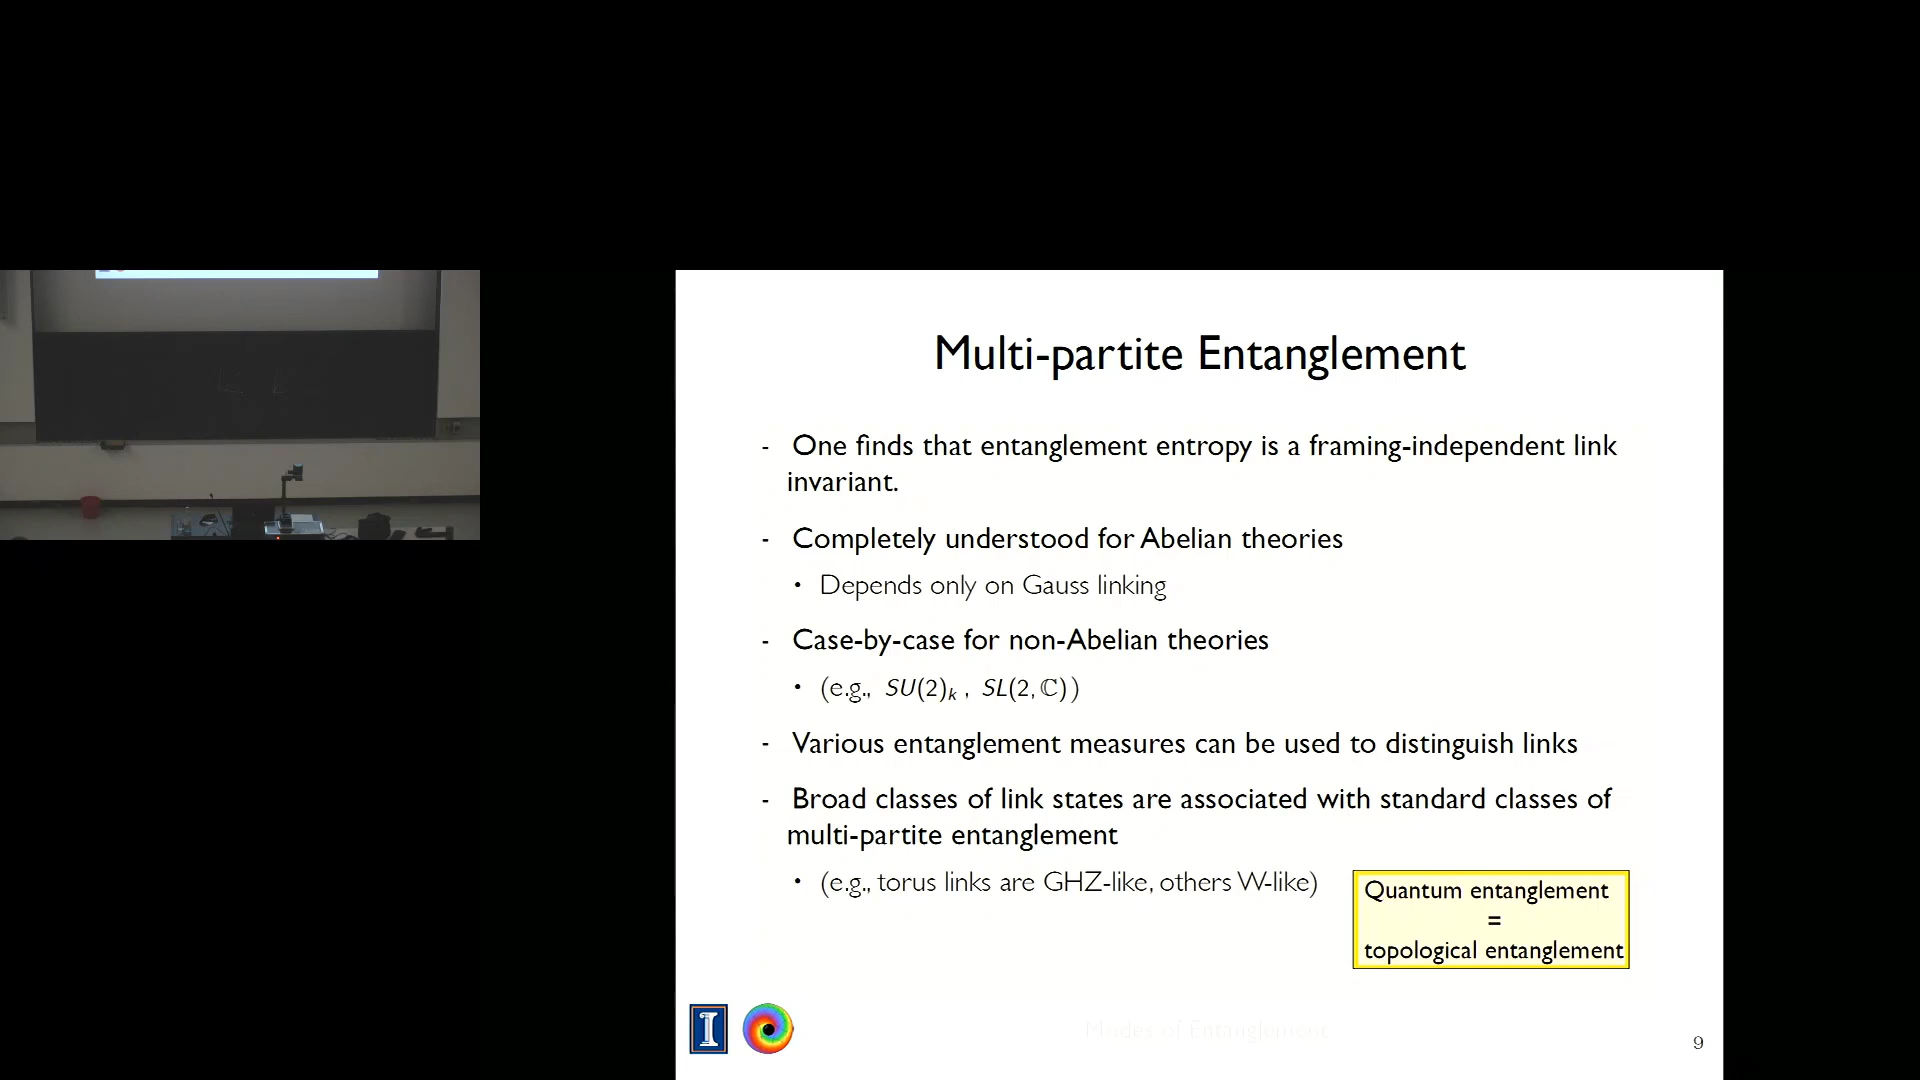 Multi-partite Entanglement
- One finds that entanglement entropy is a framing-independent link
invariant.
- Completely understood for Abelian theories
• Depends only on Gauss linking
- Case-by-case for non-Abelian theories
• (e.g., SU(2)ₖ , SL(2, ℂ))
- Various entanglement measures can be used to distinguish links
- Broad classes of link states are associated with standard classes of
multi-partite entanglement
• (e.g., torus links are GHZ-like, others W-like)
Quantum entanglement
=
topological entanglement
Modes of Entanglement
9